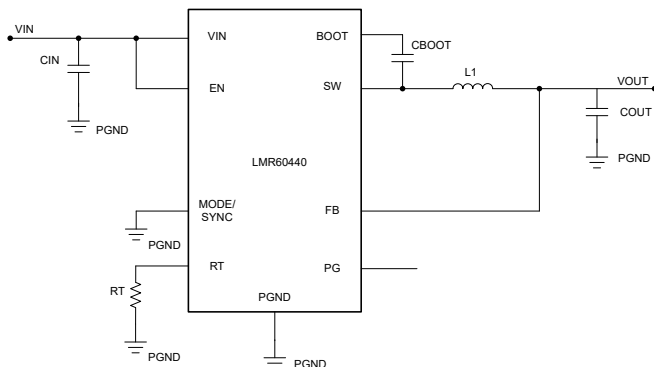 VIN
VIN
BOOT
CBOOT
CIN
L1
EN
SW
VOUT
COUT
PGND
LMR60440
PGND
MODE/
SYNC
FB
PGND
RT
PG
RT
PGND
PGND
PGND